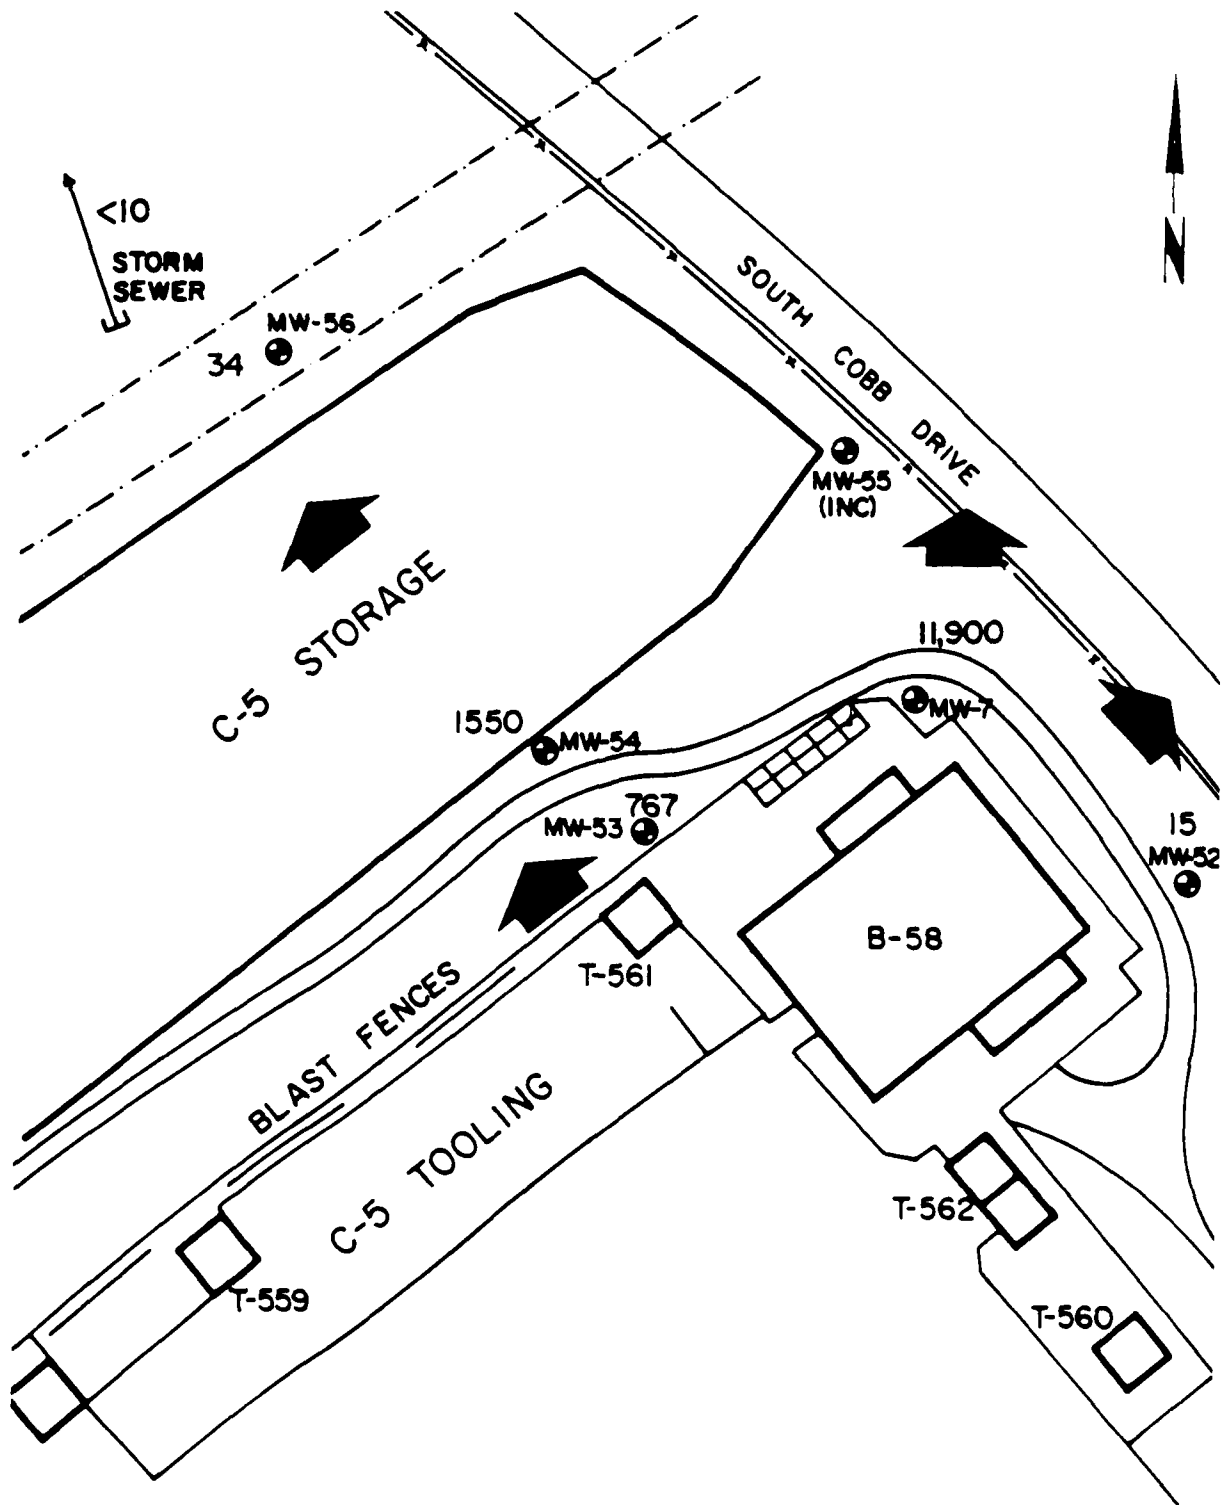 <10
STORM
SEWER
N
MW-56
34
SOUTH COBB DRIVE
MW-55
(INC)
C-5 STORAGE
11,900
MW-7
1550
MW-54
767
MW-53
15
MW-52
B-58
T-561
BLAST FENCES
C-5 TOOLING
T-562
T-559
T-560